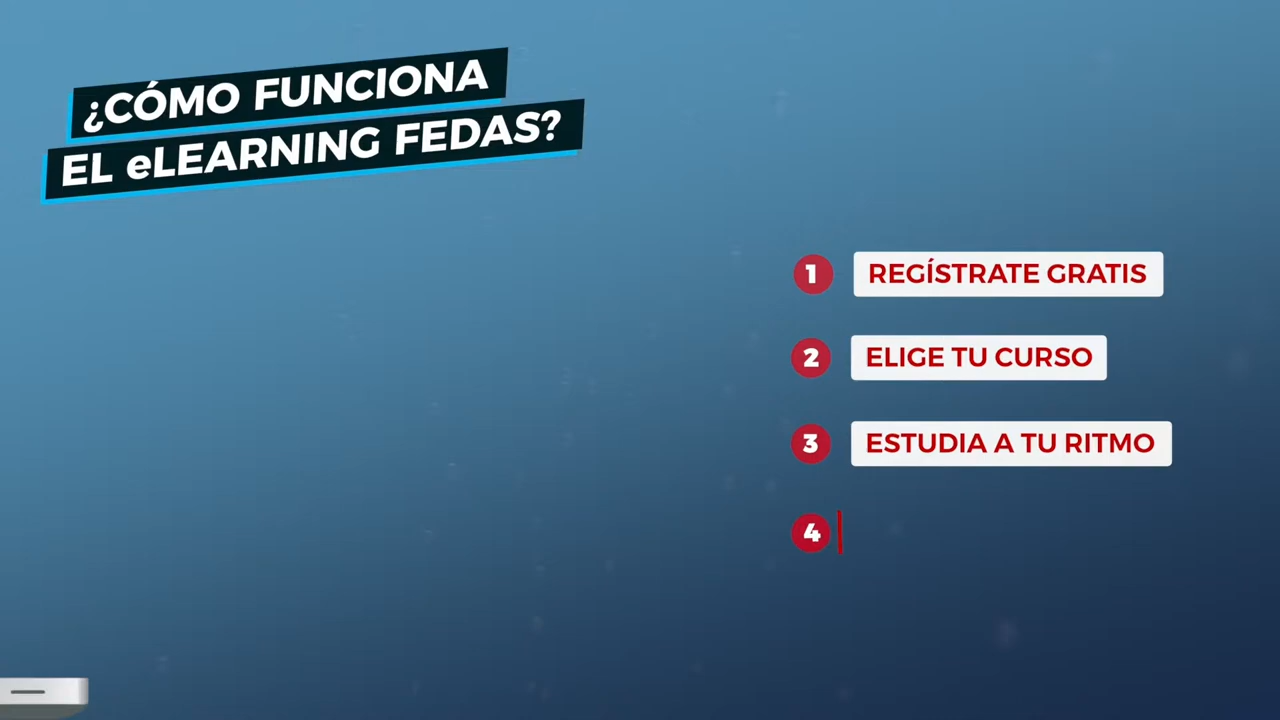 ¿CÓMO FUNCIONA
EL eLEARNING FEDAS?
1 REGÍSTRATE GRATIS
2 ELIGE TU CURSO
3 ESTUDIA A TU RITMO
4